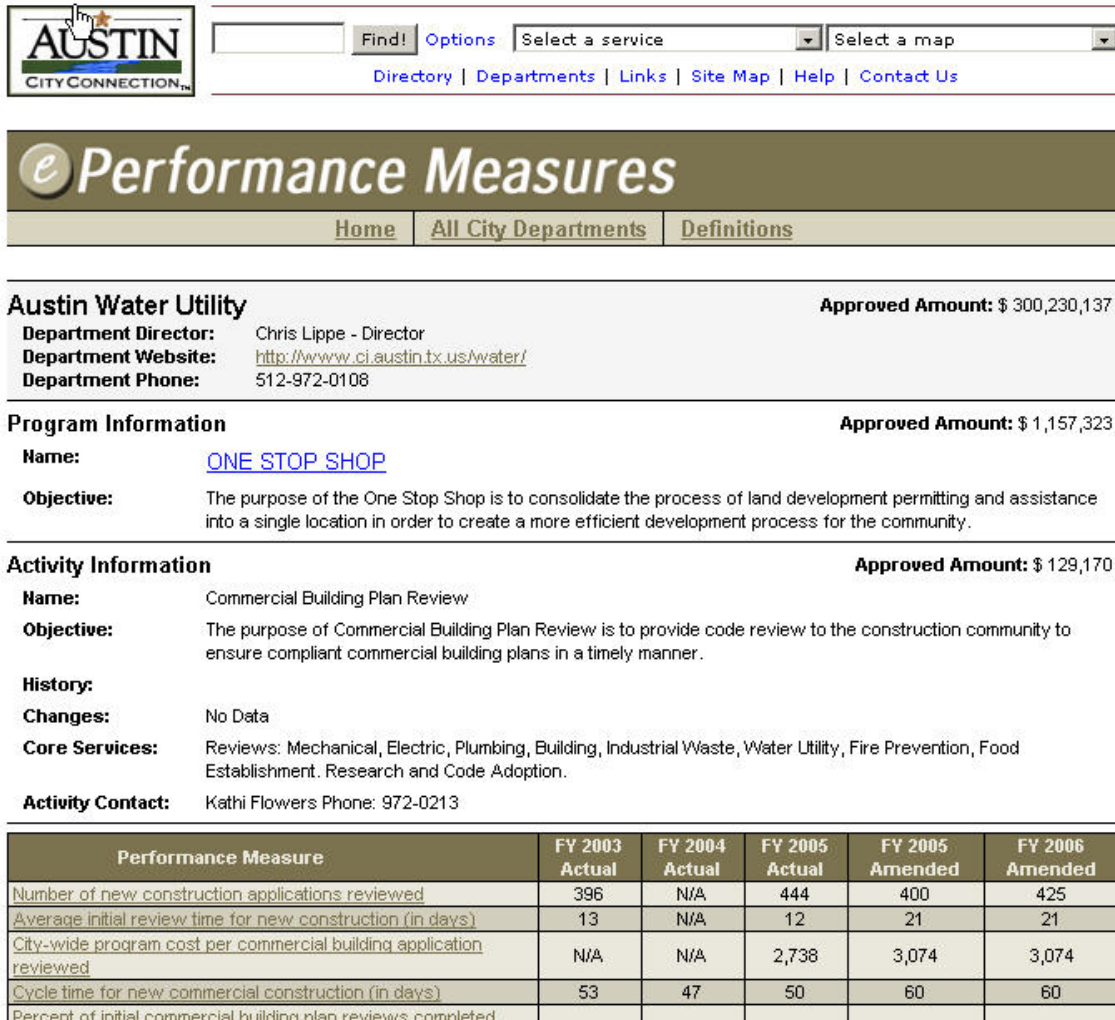 AUSTIN
CITY CONNECTION TM
Find! Options Select a service Select a map
Directory | Departments | Links | Site Map | Help | Contact Us
e Performance Measures
Home All City Departments Definitions
Austin Water Utility Approved Amount: $ 300,230,137
Department Director: Chris Lippe - Director
Department Website: http://www.ci.austin.tx.us/water/
Department Phone: 512-972-0108
Program Information Approved Amount: $ 1,157,323
Name: ONE STOP SHOP
Objective: The purpose of the One Stop Shop is to consolidate the process of land development permitting and assistance
into a single location in order to create a more efficient development process for the community.
Activity Information Approved Amount: $ 129,170
Name: Commercial Building Plan Review
Objective: The purpose of Commercial Building Plan Review is to provide code review to the construction community to
ensure compliant commercial building plans in a timely manner.
History:
Changes: No Data
Core Services: Reviews: Mechanical, Electric, Plumbing, Building, Industrial Waste, Water Utility, Fire Prevention, Food
Establishment. Research and Code Adoption.
Activity Contact: Kathi Flowers Phone: 972-0213
Performance Measure FY 2003 Actual FY 2004 Actual FY 2005 Actual FY 2005 Amended FY 2006 Amended
Number of new construction applications reviewed 396 N/A 444 400 425
Average initial review time for new construction (in days) 13 N/A 12 21 21
City-wide program cost per commercial building application
reviewed N/A N/A 2,738 3,074 3,074
Cycle time for new commercial construction (in days) 53 47 50 60 60
Percent of initial commercial building plan reviews completed